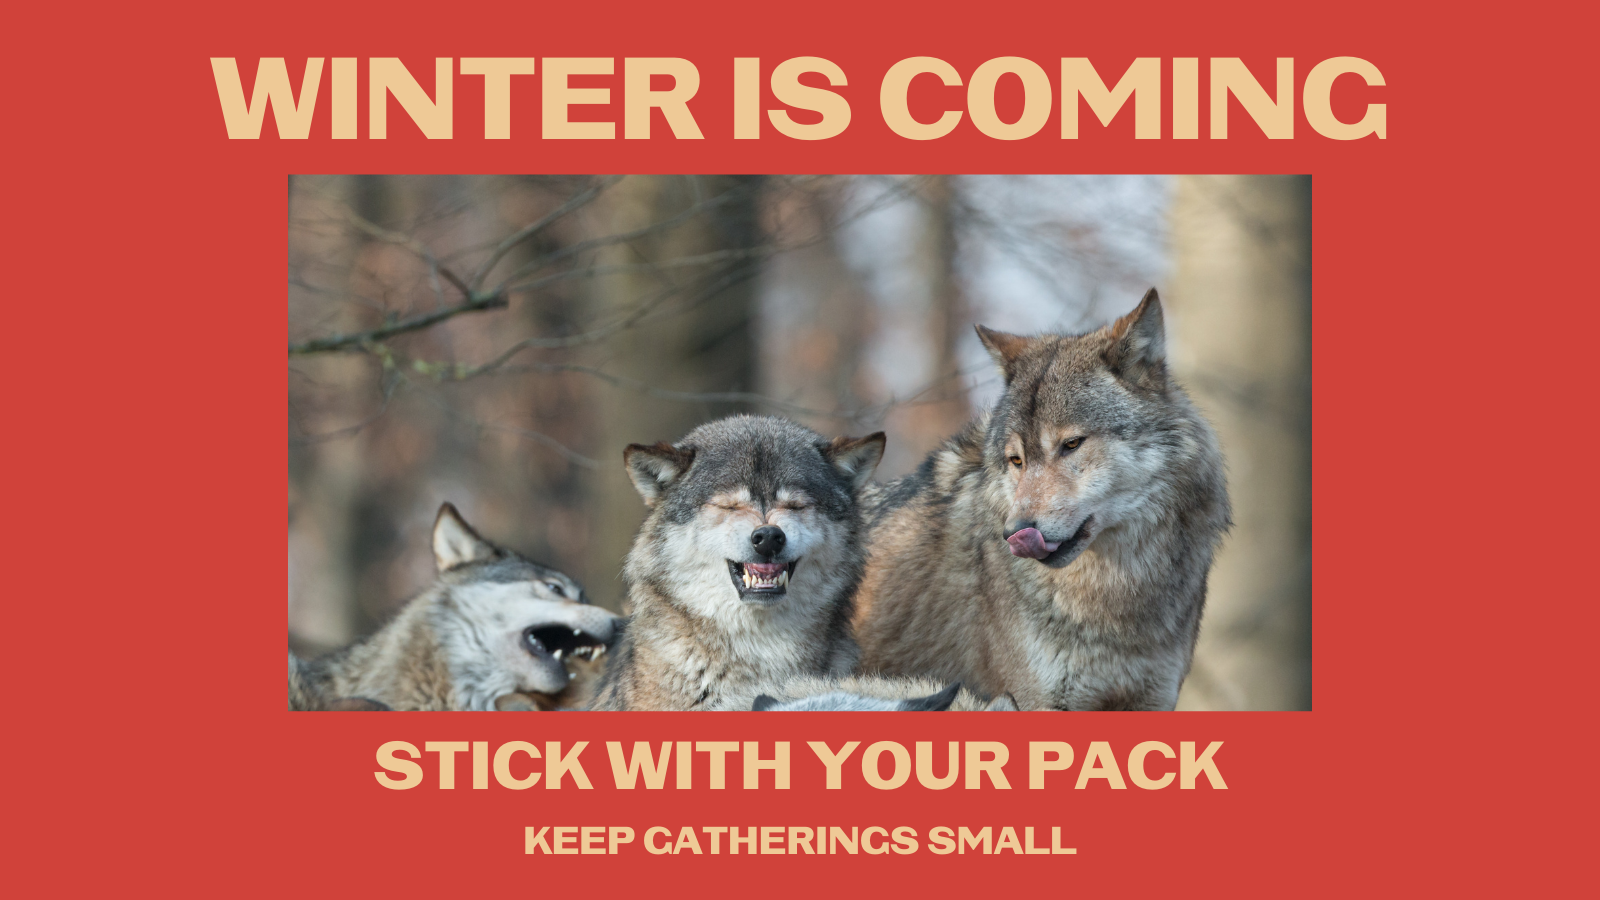 WINTER IS COMING
STICK WITH YOUR PACK
KEEP GATHERINGS SMALL